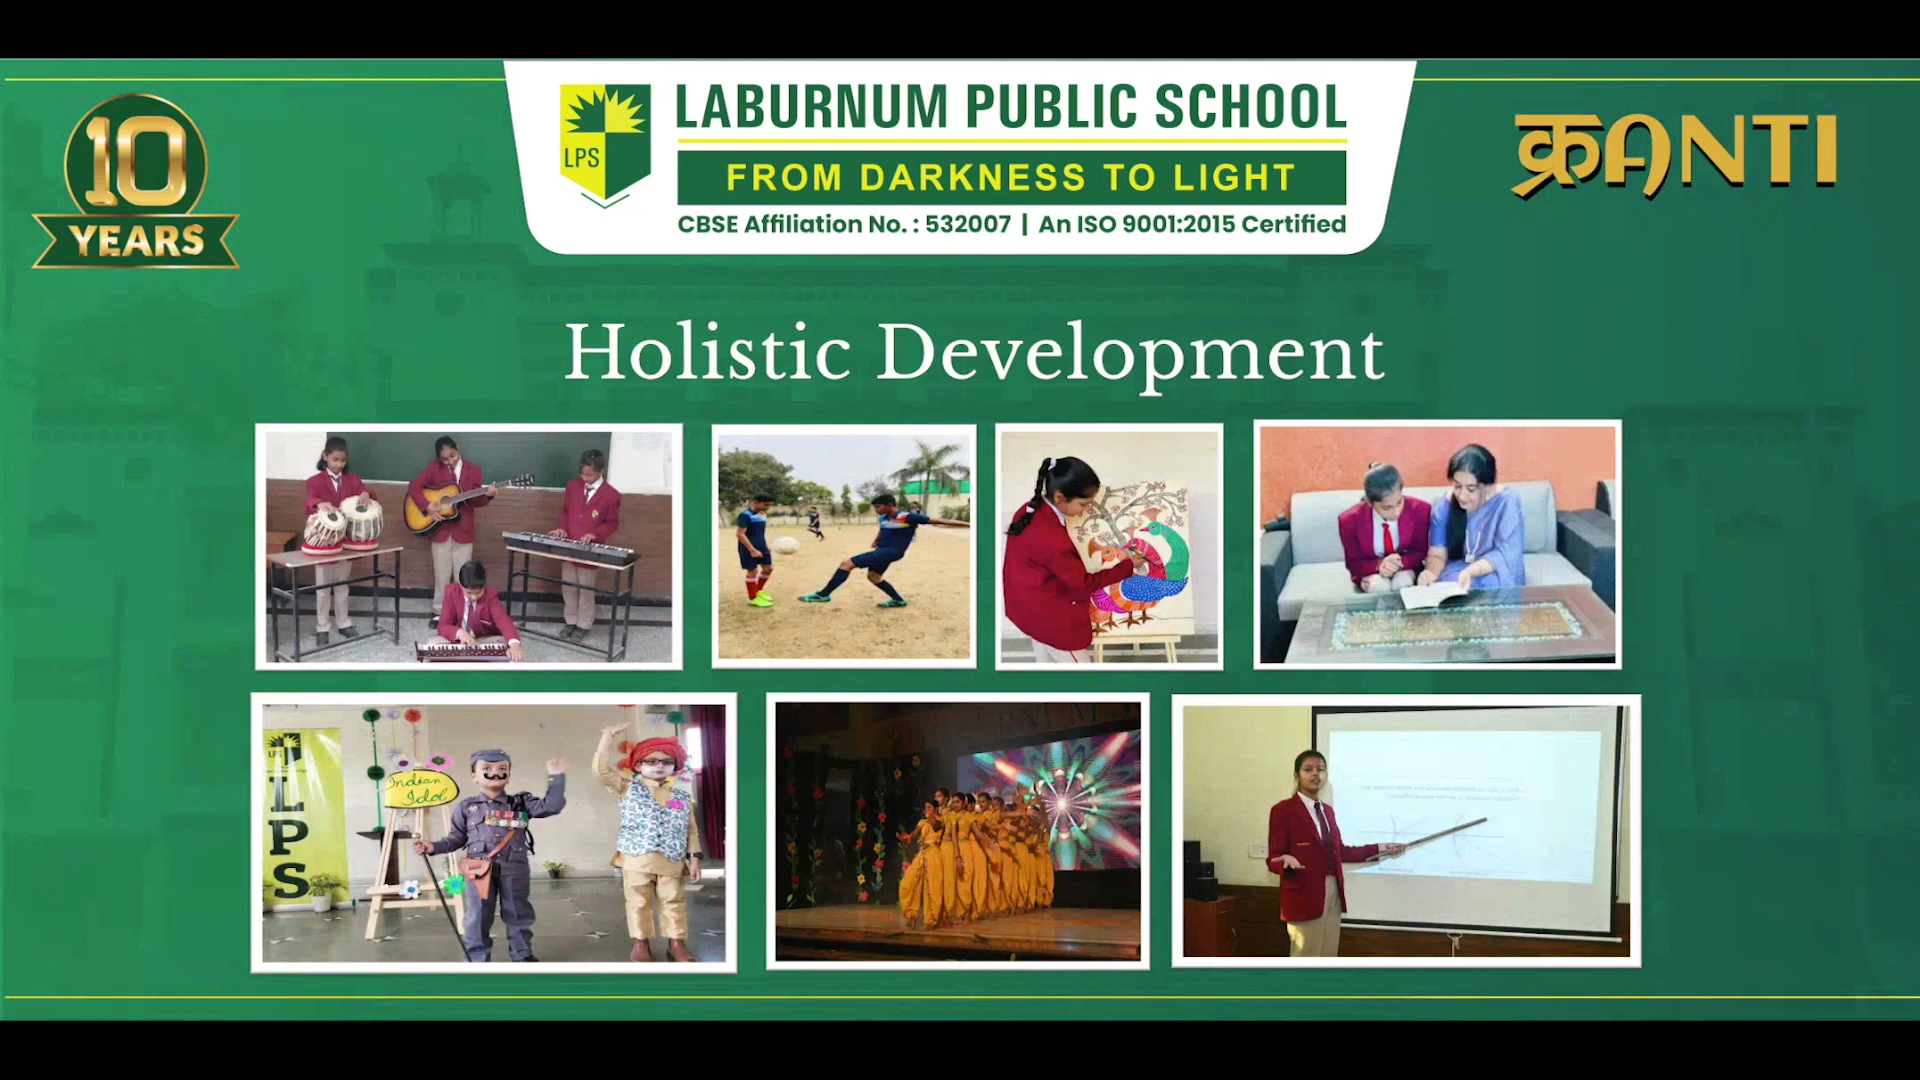 10
YEARS
LPS
LABURNUM PUBLIC SCHOOL
FROM DARKNESS TO LIGHT
CBSE Affiliation No. : 532007 | An ISO 9001:2015 Certified
क्रANTI
Holistic Development
LPS
Indian
Idol